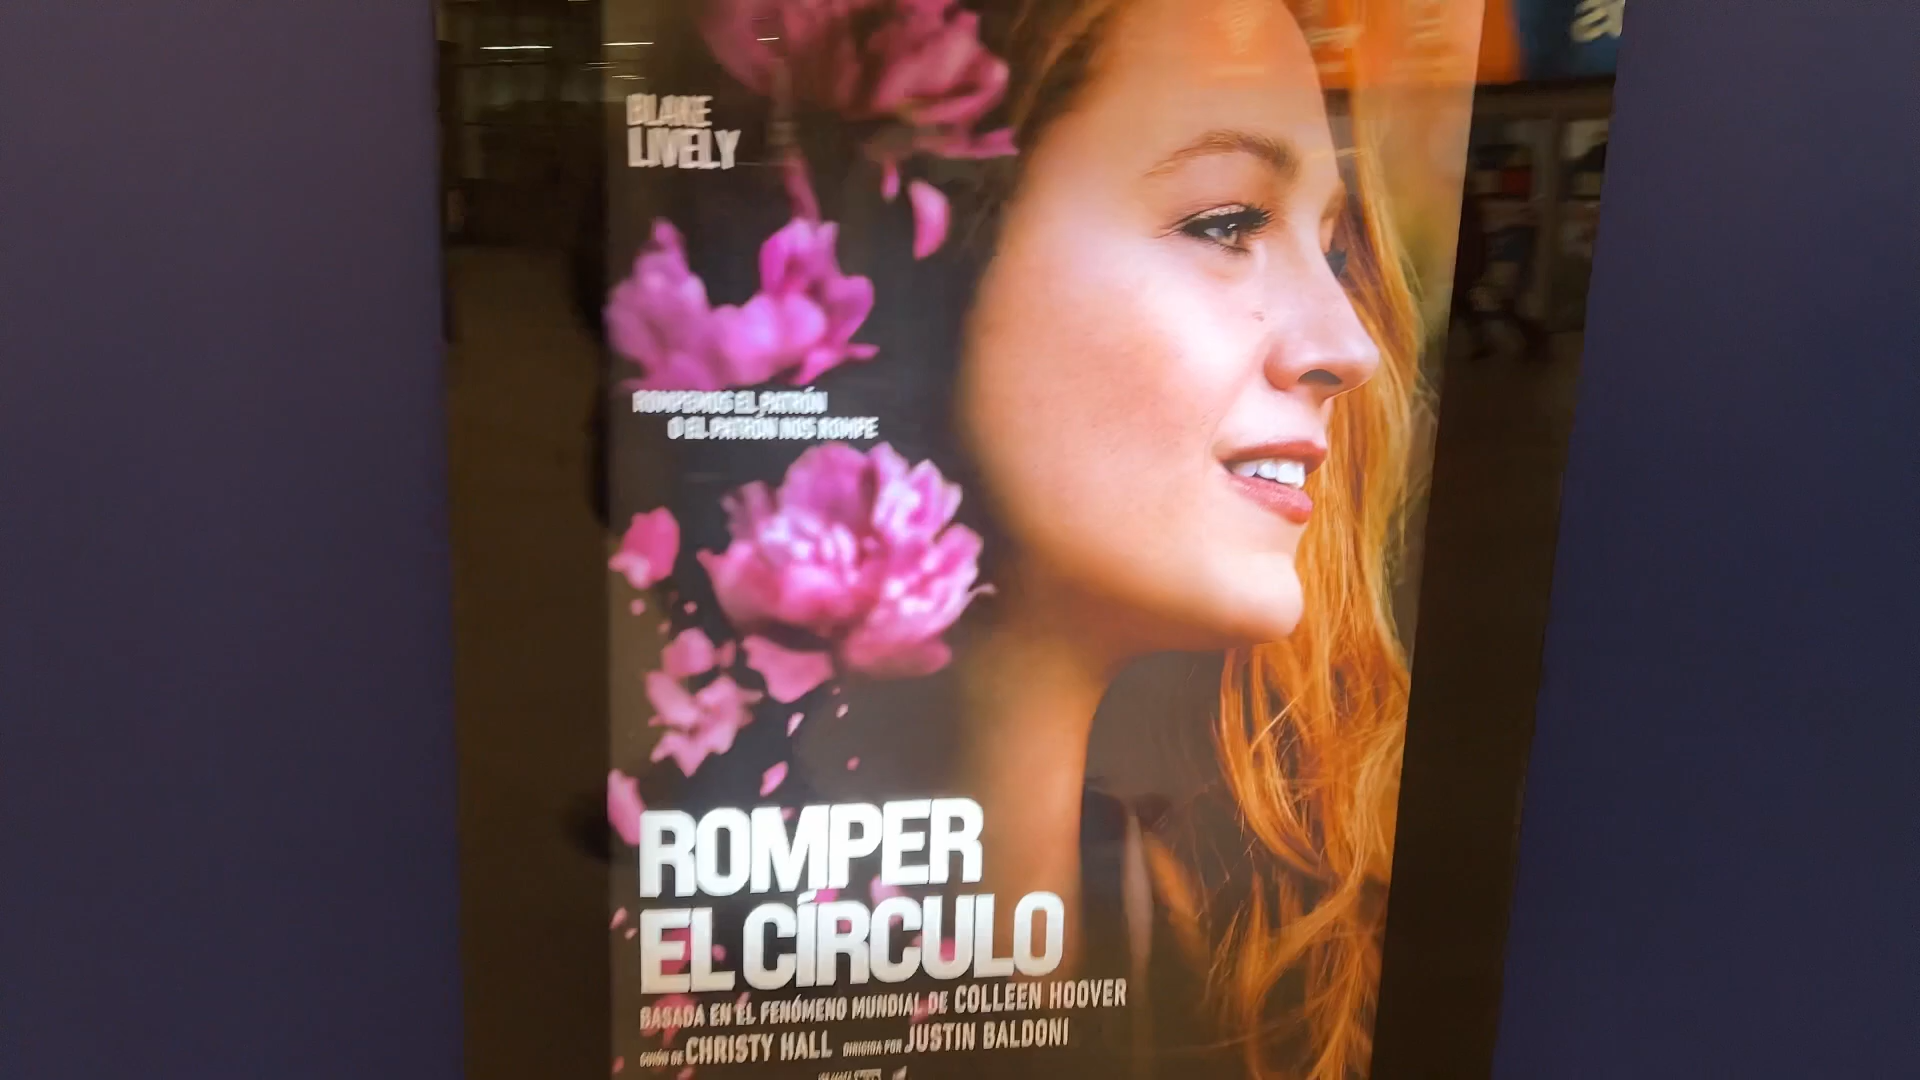 BLAKE
LIVELY
ROMPEMOS EL PATRÓN
O EL PATRÓN NOS ROMPE
ROMPER
EL CÍRCULO
BASADA EN EL FENÓMENO MUNDIAL DE COLLEEN HOOVER
GUIÓN DE CHRISTY HALL DIRIGIDA POR JUSTIN BALDONI